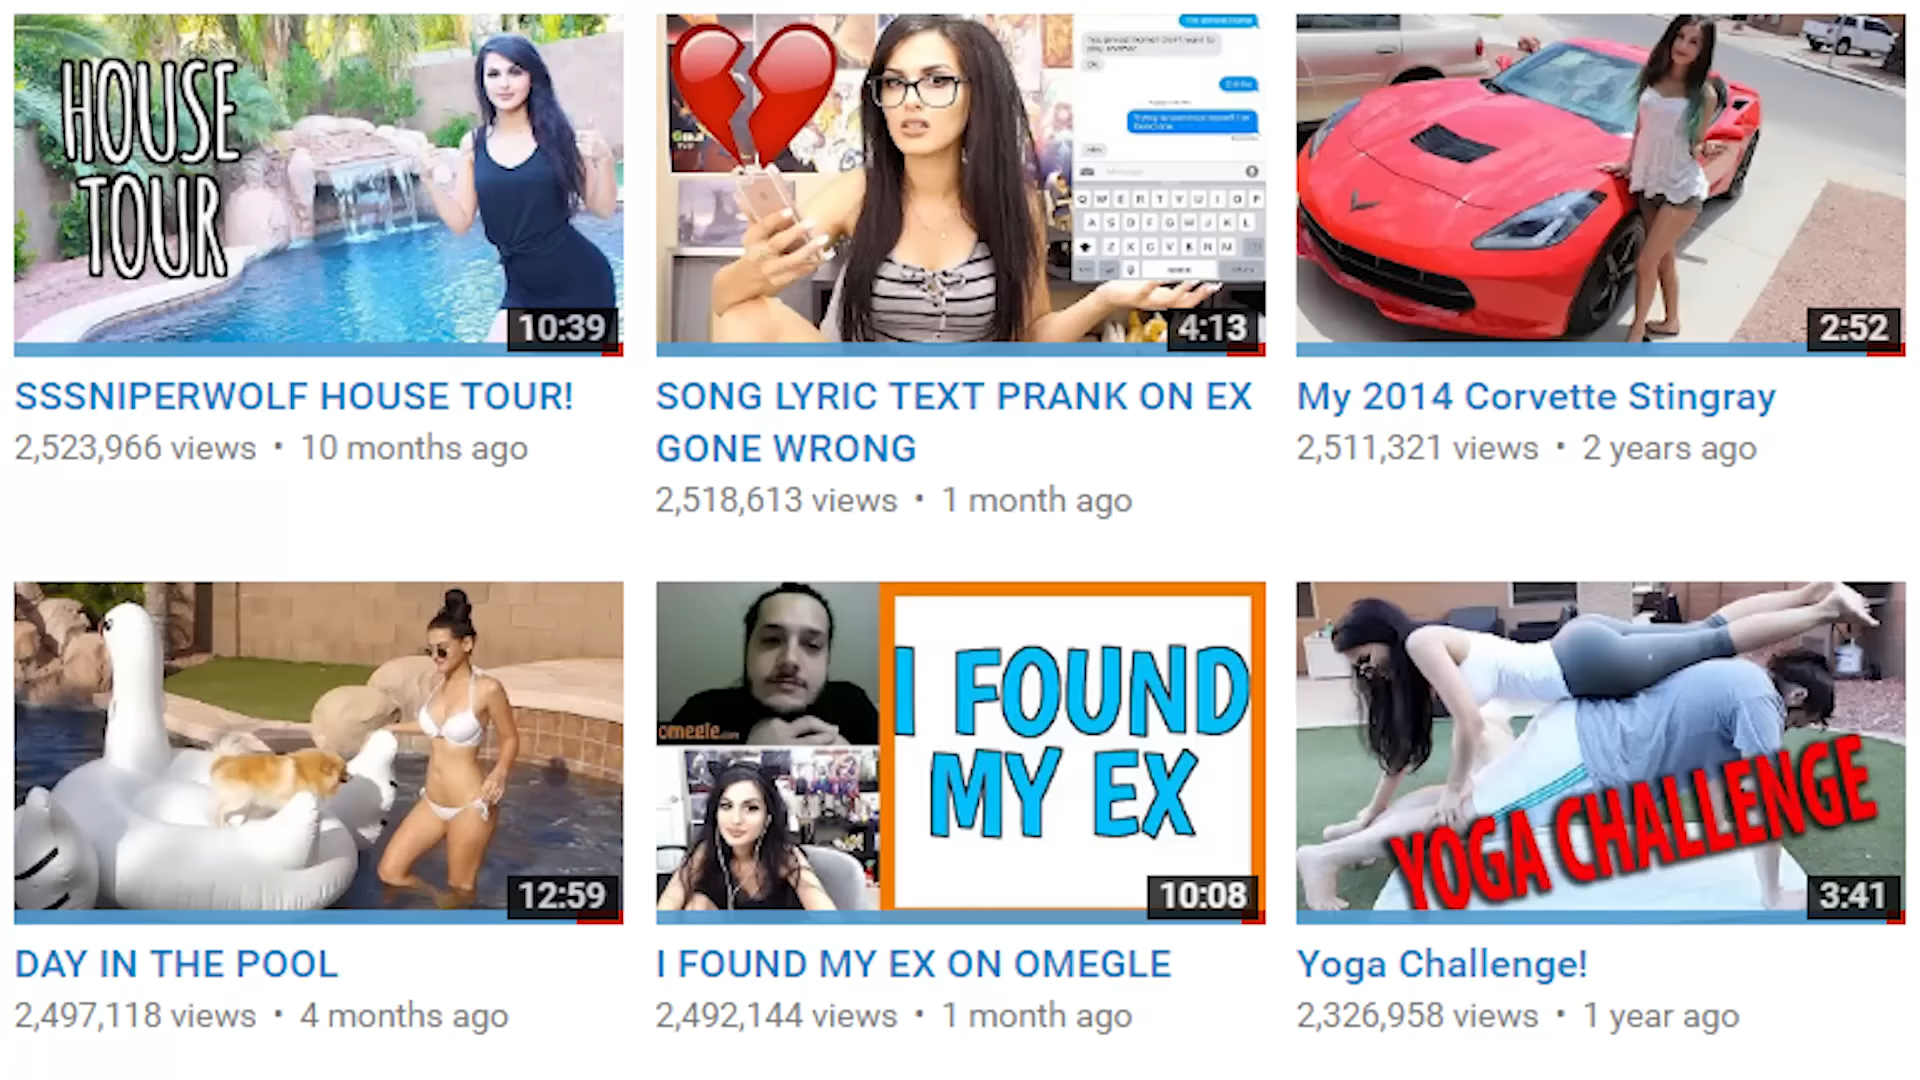 HOUSE
TOUR
10:39
SSSNIPERWOLF HOUSE TOUR!
2,523,966 views • 10 months ago
Q W E R T Y U I O P
A S D F G H J K L
Z X C V B N M
4:13
SONG LYRIC TEXT PRANK ON EX
GONE WRONG
2,518,613 views • 1 month ago
2:52
My 2014 Corvette Stingray
2,511,321 views • 2 years ago
12:59
DAY IN THE POOL
2,497,118 views • 4 months ago
omegle.com
I FOUND
MY EX
10:08
I FOUND MY EX ON OMEGLE
2,492,144 views • 1 month ago
YOGA CHALLENGE
3:41
Yoga Challenge!
2,326,958 views • 1 year ago